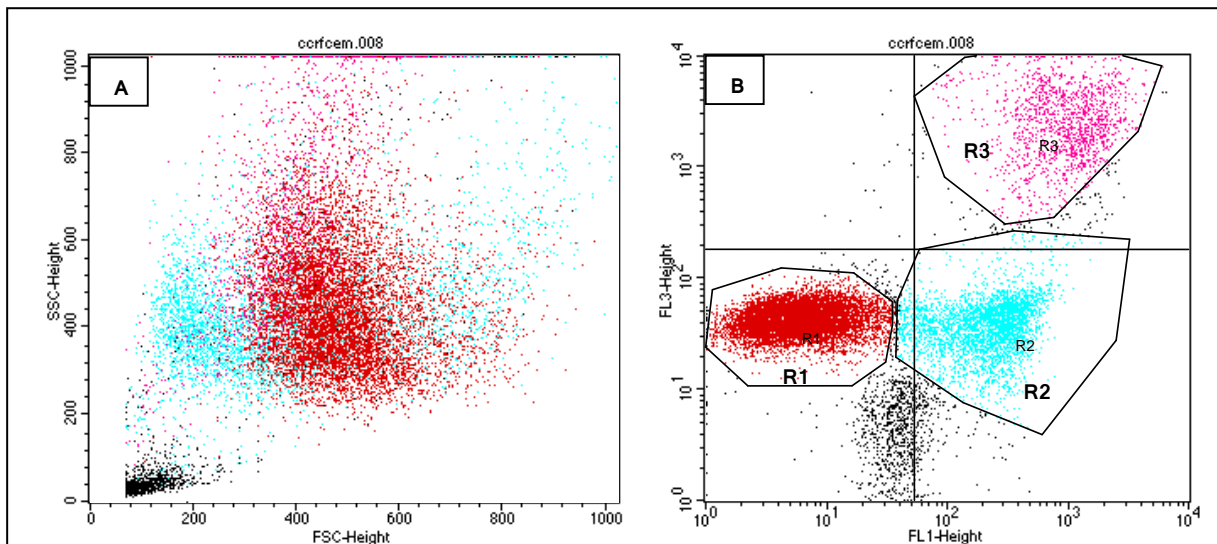 ccrfcem.008
A
1000
800
600
400
200
0
SSC-Height
0 200 400 600 800 1000
FSC-Height
ccrfcem.008
B
10^4
10^3
10^2
10^1
10^0
FL3-Height
R3
R3
R1
R1
R2
R2
10^0 10^1 10^2 10^3 10^4
FL1-Height